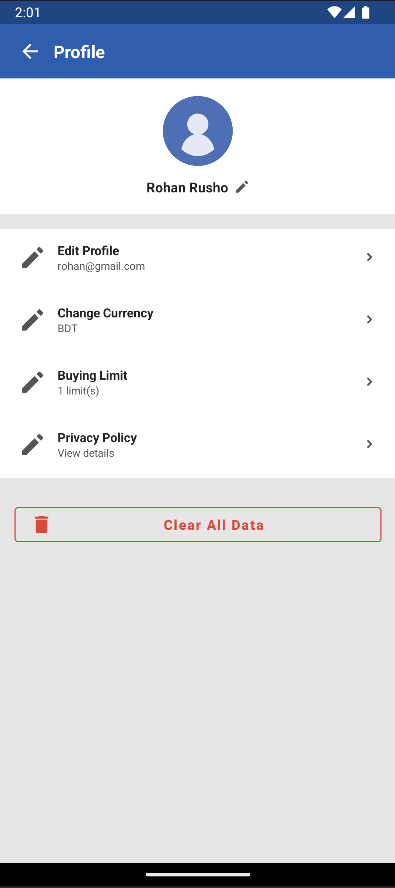 2:01
Profile
Rohan Rusho
Edit Profile
rohan@gmail.com
Change Currency
BDT
Buying Limit
1 limit(s)
Privacy Policy
View details
Clear All Data